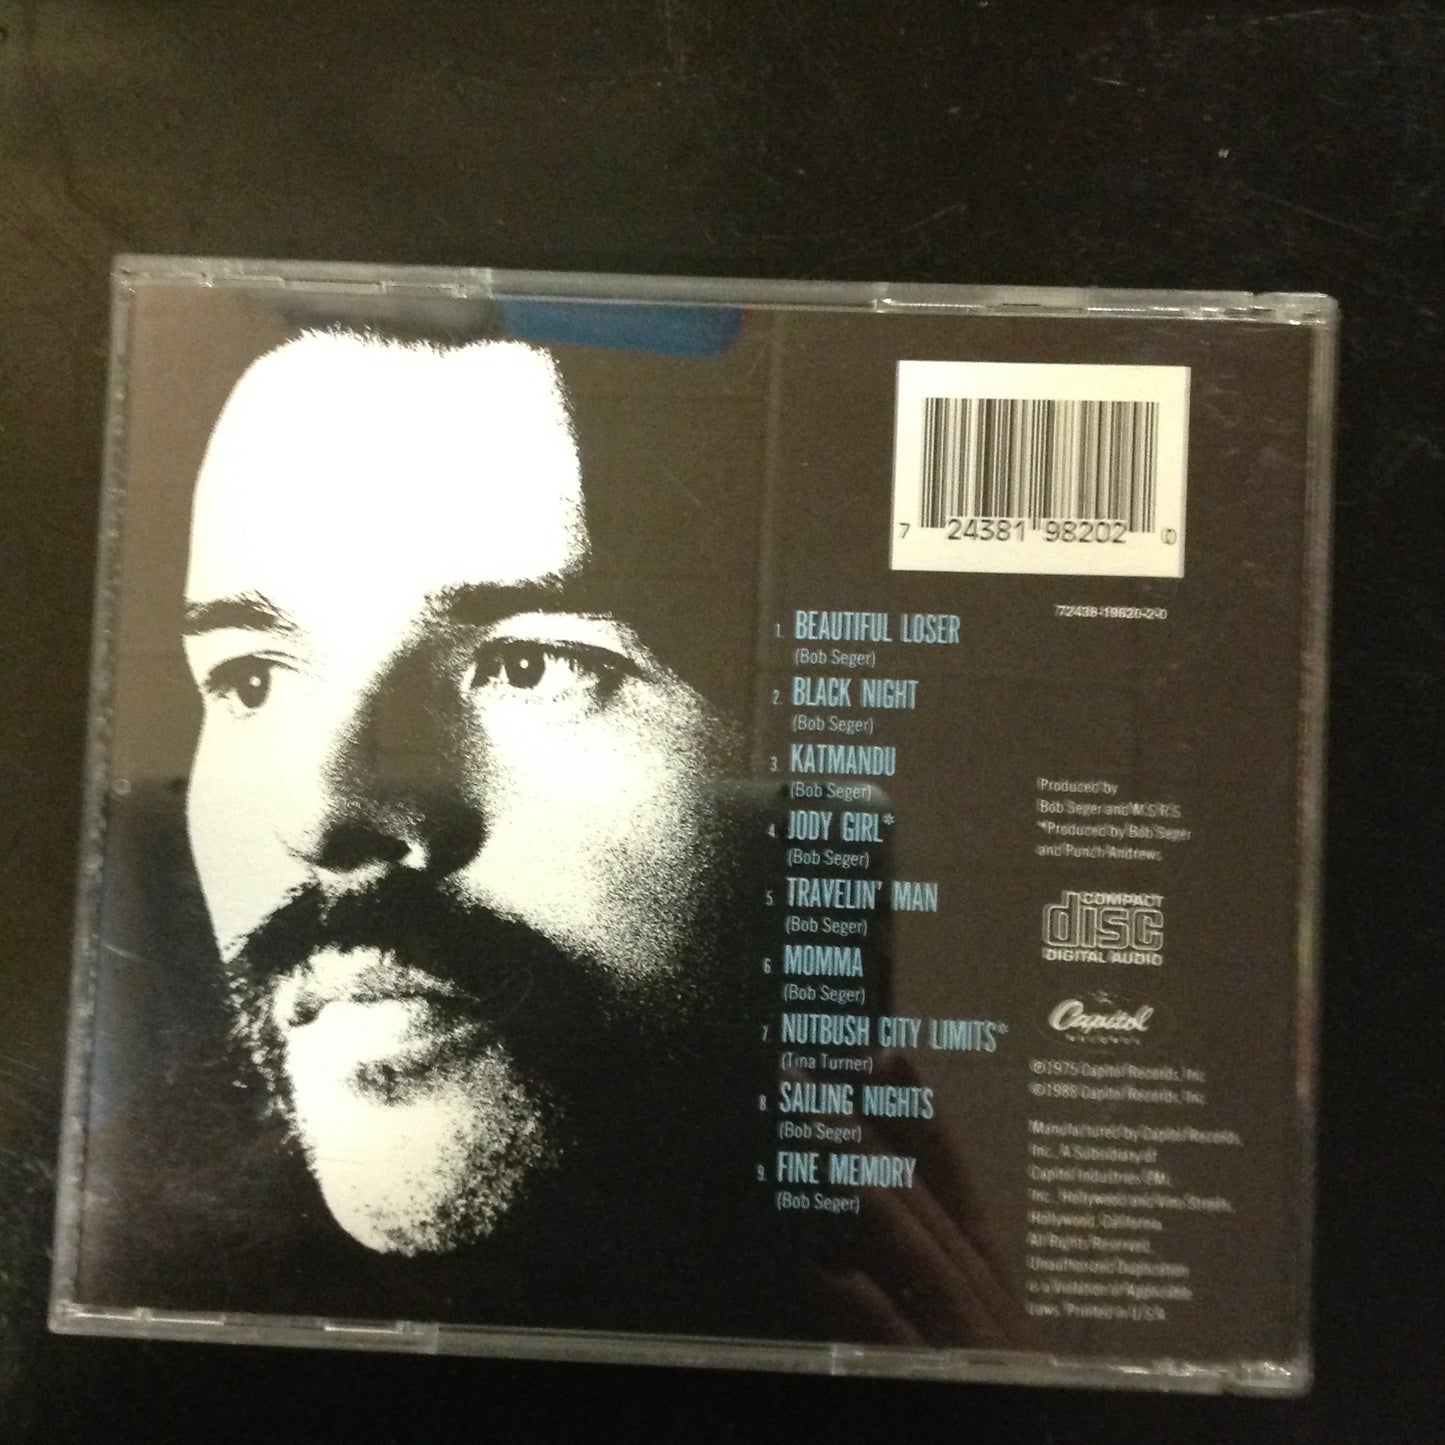 7 24381 98202 0
72438-19820-2-0
1. BEAUTIFUL LOSER
(Bob Seger)
2. BLACK NIGHT
(Bob Seger)
3. KATMANDU
(Bob Seger)
4. JODY GIRL*
(Bob Seger)
5. TRAVELIN' MAN
(Bob Seger)
6. MOMMA
(Bob Seger)
7. NUTBUSH CITY LIMITS*
(Tina Turner)
8. SAILING NIGHTS
(Bob Seger)
9. FINE MEMORY
(Bob Seger)
Produced by
Bob Seger and M.S.R.S
*Produced by Bob Seger
and Punch Andrews
COMPACT
disc
DIGITAL AUDIO
Capitol
RECORDS
℗1975 Capitol Records, Inc.
Capitol Records, Inc.
Manufactured by Capitol Records,
Inc., A Subsidiary of
Capitol Industries-EMI,
Inc., Hollywood and Vine Streets,
Hollywood, California.
All Rights Reserved.
Unauthorized Duplication
is a Violation of Applicable
Laws. Printed in U.S.A.